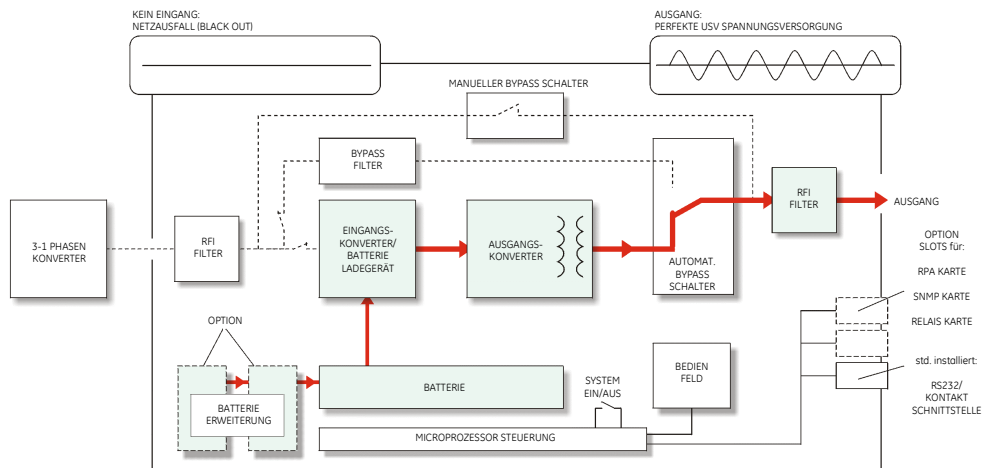 KEIN EINGANG:
NETZAUSFALL (BLACK OUT)
AUSGANG:
PERFEKTE USV SPANNUNGSVERSORGUNG
MANUELLER BYPASS SCHALTER
BYPASS
FILTER
3-1 PHASEN
KONVERTER
RFI
FILTER
EINGANGS-
KONVERTER/
BATTERIE
LADEGERÄT
AUSGANGS-
KONVERTER
AUTOMAT.
BYPASS
SCHALTER
RFI
FILTER
AUSGANG
OPTION
SLOTS für:
RPA KARTE
SNMP KARTE
RELAIS KARTE
std. installiert:
RS232/
KONTAKT
SCHNITTSTELLE
OPTION
BATTERIE
ERWEITERUNG
BATTERIE
SYSTEM
EIN/AUS
BEDIEN
FELD
MICROPROZESSOR STEUERUNG